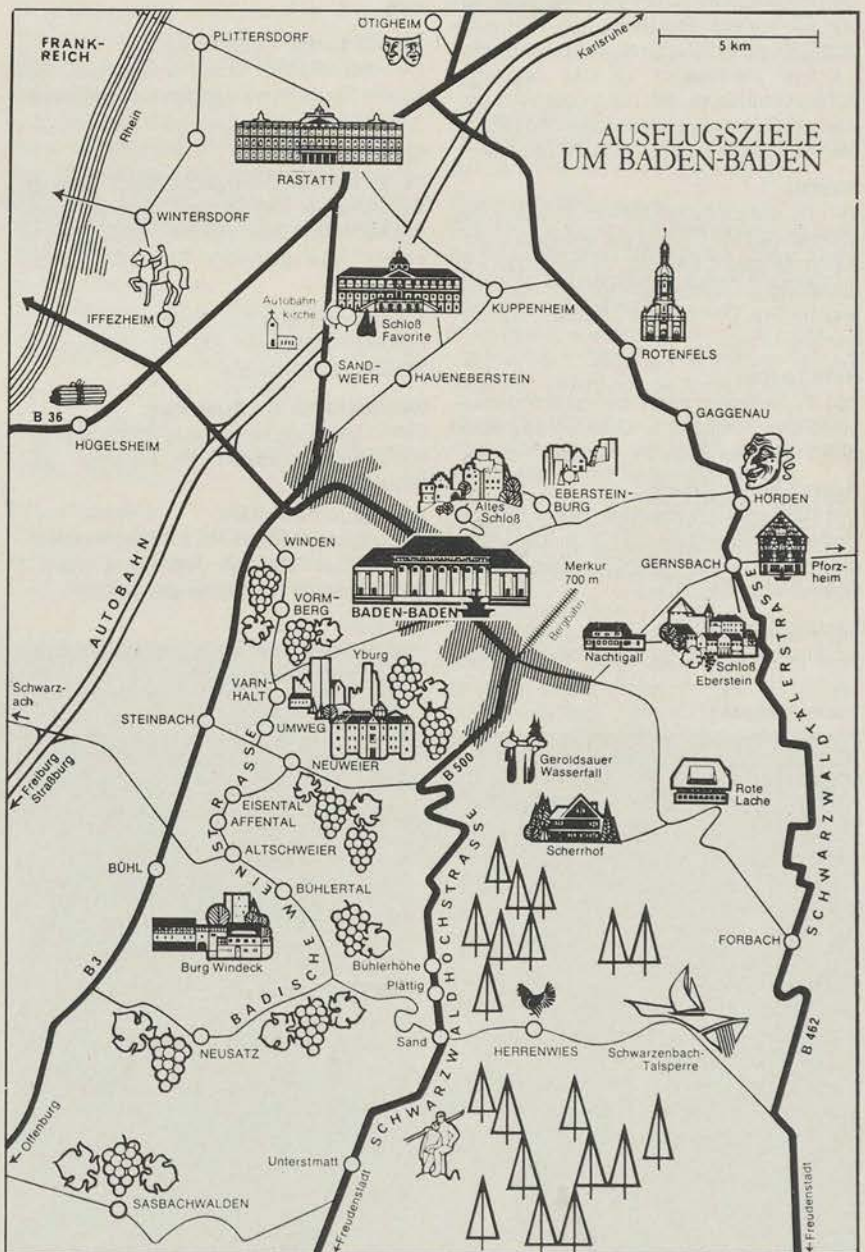 FRANK-
REICH
PLITTERSDORF
ÖTIGHEIM
Karlsruhe
5 km
AUSFLUGSZIELE
UM BADEN-BADEN
Rhein
RASTATT
WINTERSDORF
IFFEZHEIM
Autobahn-
kirche
Schloß
Favorite
KUPPENHEIM
ROTENFELS
SAND-
WEIER
HAUENEBERSTEIN
B 36
HÜGELSHEIM
GAGGENAU
Altes
Schloß
EBERSTEIN-
BURG
HÖRDEN
AUTOBAHN
WINDEN
BADEN-BADEN
Merkur
700 m
Bergbahn
GERNSBACH
Pforz-
heim
VORM-
BERG
Nachtigall
Schloß
Eberstein
Yburg
VARN-
HALT
Schwarz-
ach
STEINBACH
UMWEG
NEUWEIER
B 500
Geroldsauer
Wasserfall
Rote
Lache
Freiburg
Straßburg
EISENTAL
AFFENTAL
Scherrhof
ALTSCHWEIER
BÜHL
BÜHLERTAL
SCHWARZWALDTÄLERSTRASSE
FORBACH
Burg Windeck
BADISCHE WEINSTRASSE
Buhlerhöhe
Plättig
B 3
NEUSATZ
Sand
HERRENWIES
Schwarzenbach-
Talsperre
B 462
SCHWARZWALDHOCHSTRASSE
Offenburg
Unterstmatt
SASBACHWALDEN
Freudenstadt
Freudenstadt